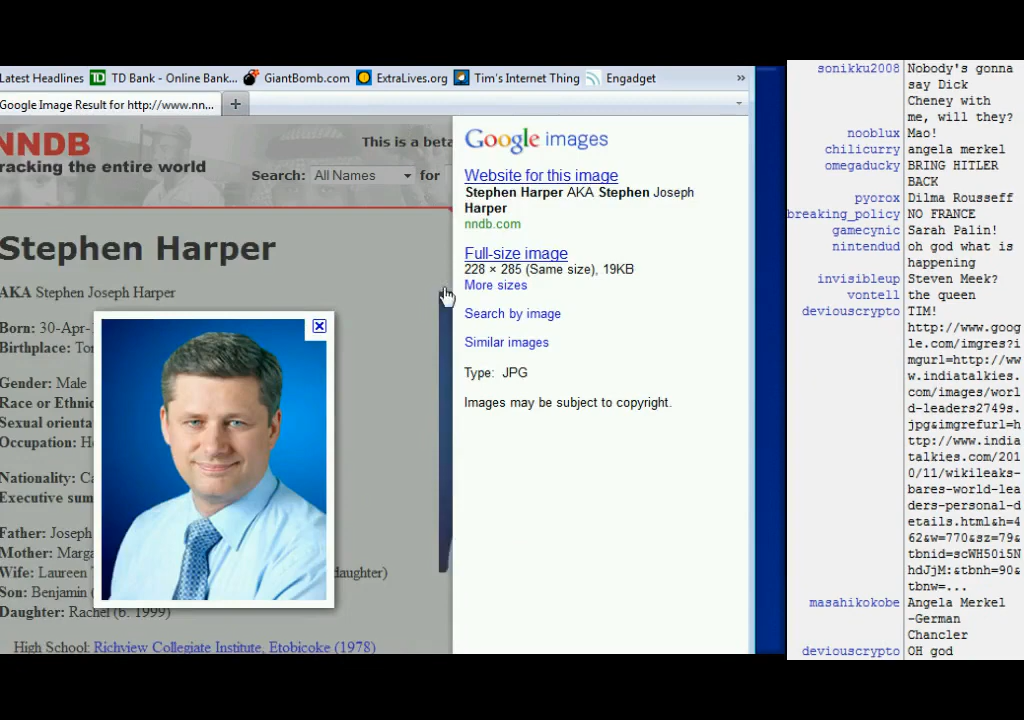 Latest Headlines TD TD Bank - Online Bank... GiantBomb.com ExtraLives.org Tim's Internet Thing Engadget »
Google Image Result for http://www.nn... +
NNDB
racking the entire world
This is a beta
Search: All Names for
Stephen Harper
AKA Stephen Joseph Harper
Born: 30-Apr-
Birthplace: To
Gender: Male
Race or Ethni
Sexual orienta
Occupation: H
Nationality: Ca
Executive sum
Father: Joseph
Mother: Marga
Wife: Laureen daughter)
Son: Benjamin (
Daughter: Rachel (b. 1999)
High School: Richview Collegiate Institute, Etobicoke (1978)
Google images
Website for this image
Stephen Harper AKA Stephen Joseph
Harper
nndb.com
Full-size image
228 × 285 (Same size), 19KB
More sizes
Search by image
Similar images
Type: JPG
Images may be subject to copyright.
sonikku2008 Nobody's gonna
say Dick
Cheney with
me, will they?
nooblux Mao!
chilicurry angela merkel
omegaducky BRING HITLER
BACK
pyorox Dilma Rousseff
breaking_policy NO FRANCE
gamecynic Sarah Palin!
nintendud oh god what is
happening
invisibleup Steven Meek?
vontell the queen
deviouscrypto TIM!
http://www.goog
le.com/imgres?i
mgurl=http://ww
w.indiatalkies.
com/images/worl
d-leaders2749s.
jpg&imgrefurl=h
ttp://www.india
talkies.com/201
0/11/wikileaks-
bares-world-lea
ders-personal-d
etails.html&h=4
62&w=770&sz=79&
tbnid=scWH50i5N
hdJjM:&tbnh=90&
tbnw=...
masahikokobe Angela Merkel
-German
Chancler
deviouscrypto OH god